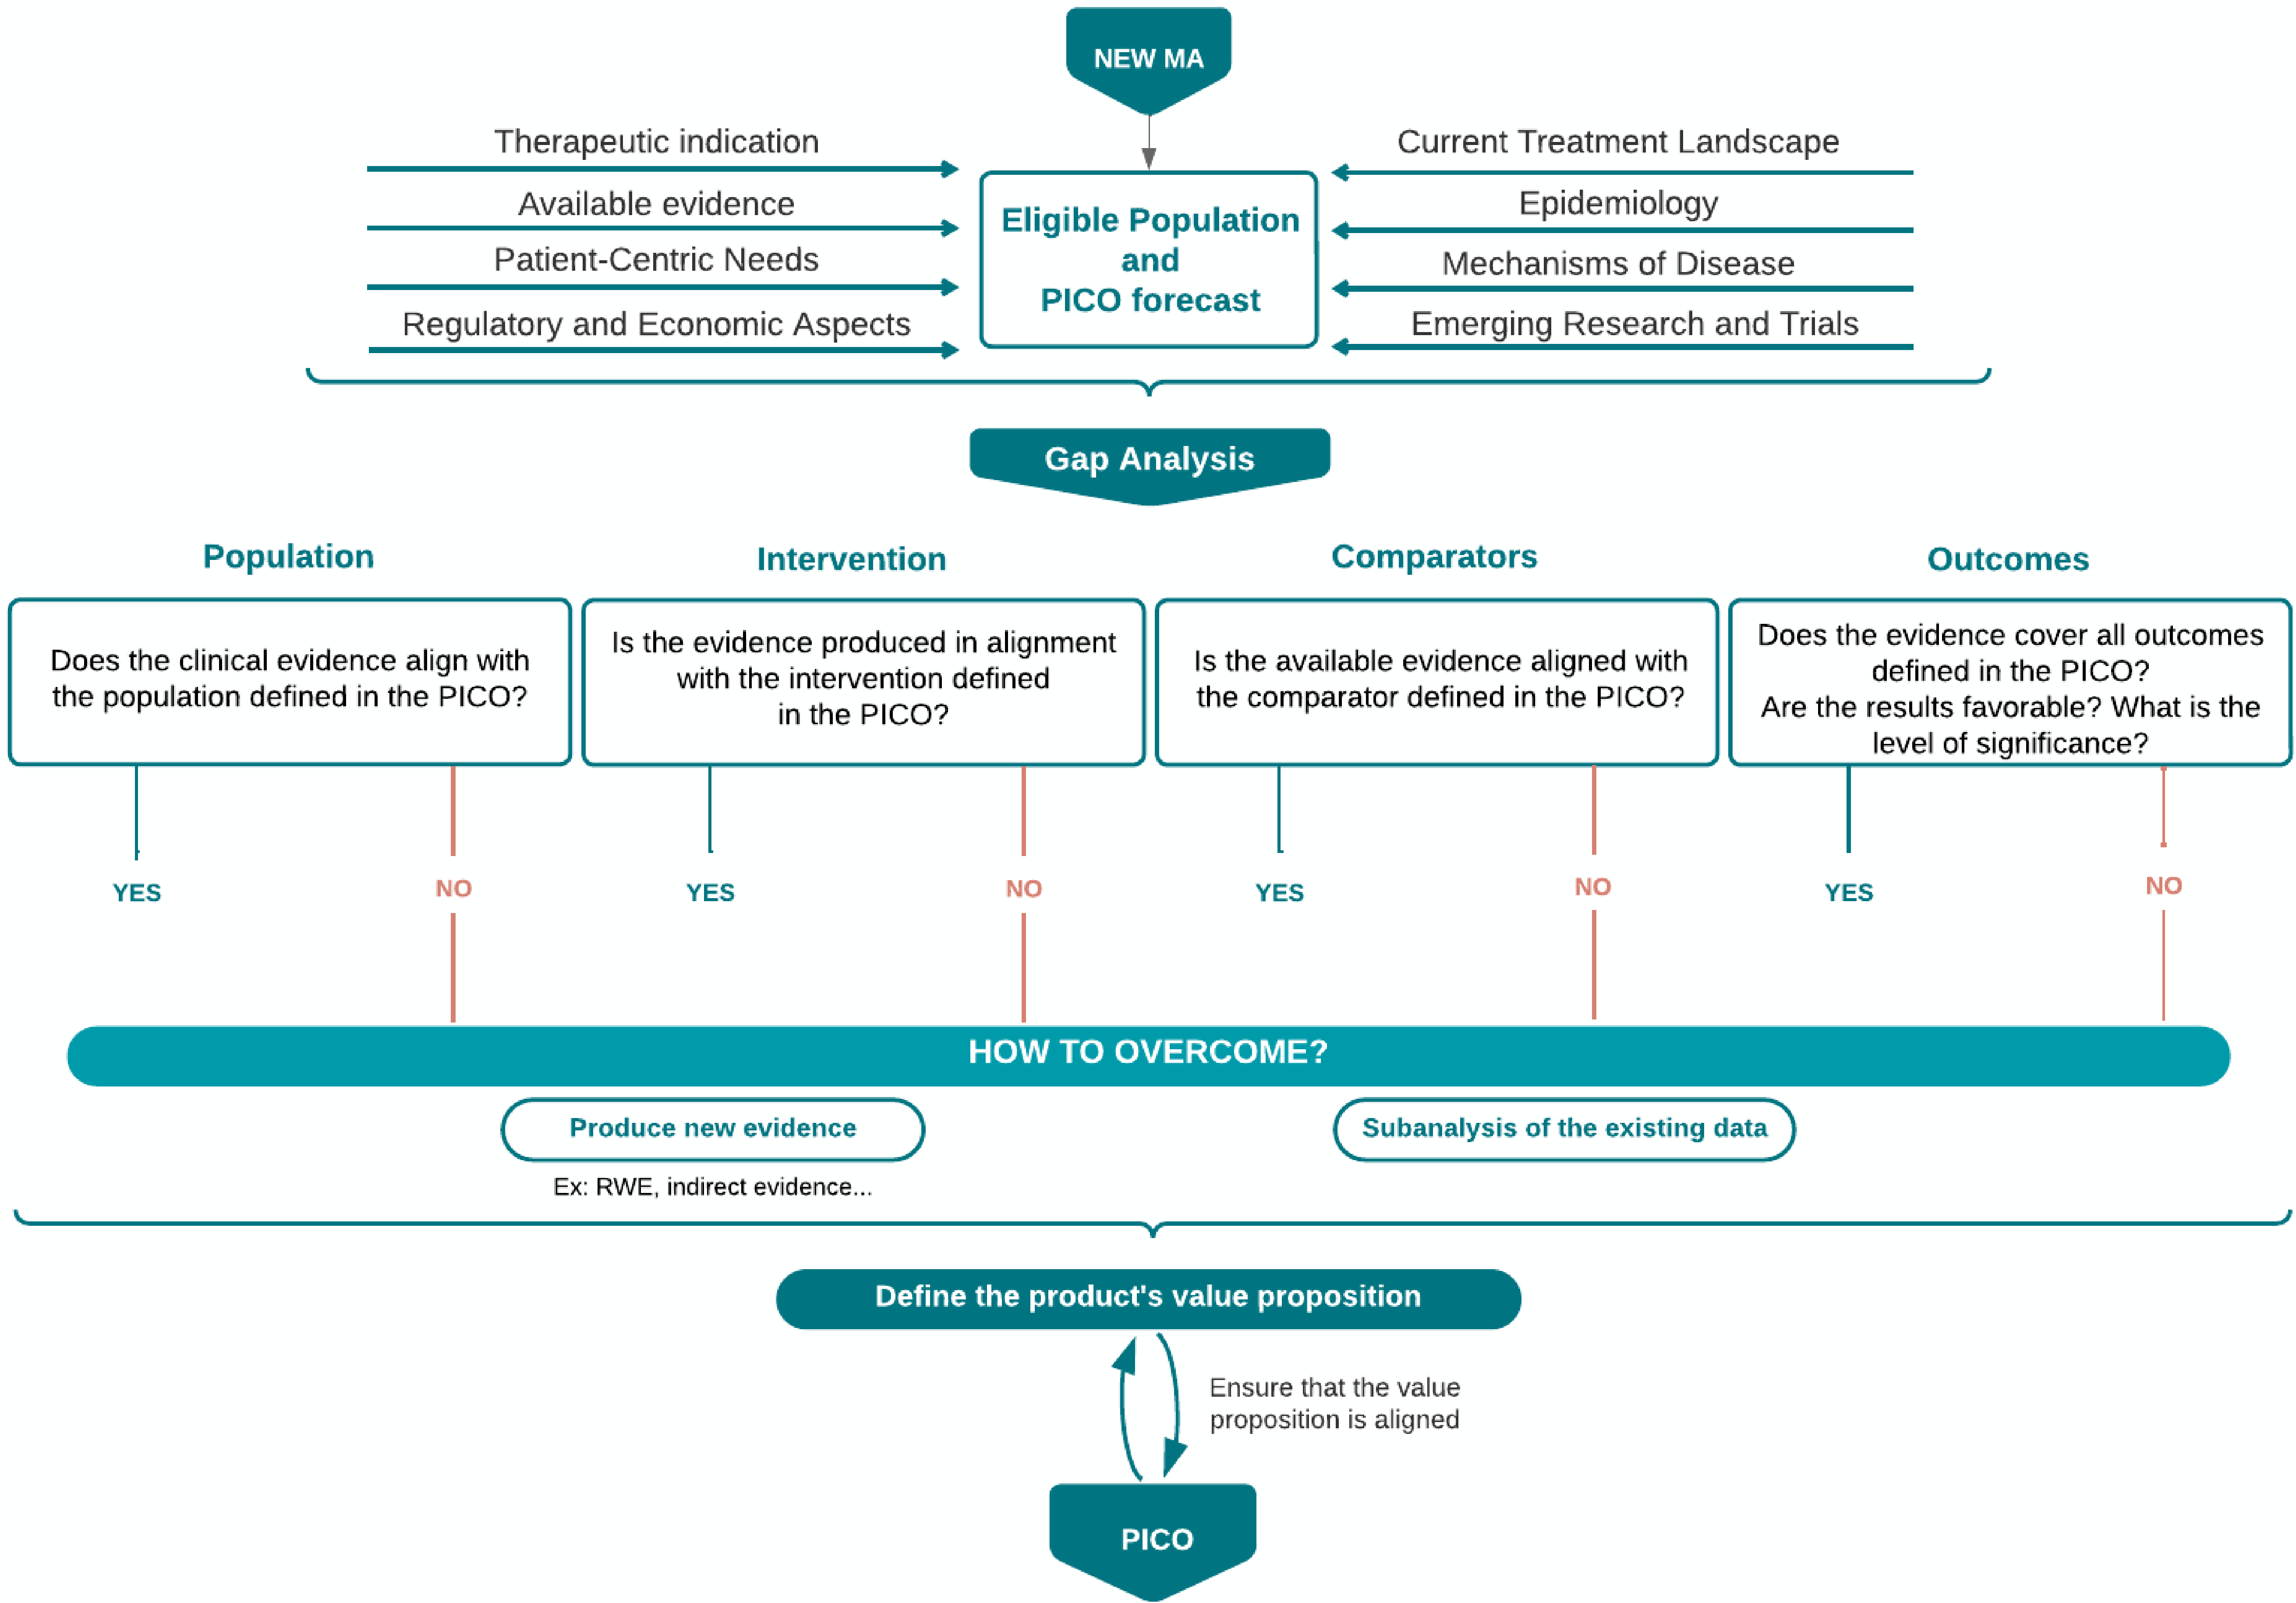 NEW MA
Therapeutic indication
Available evidence
Patient-Centric Needs
Regulatory and Economic Aspects
Eligible Population
and
PICO forecast
Current Treatment Landscape
Epidemiology
Mechanisms of Disease
Emerging Research and Trials
Gap Analysis
Population
Does the clinical evidence align with
the population defined in the PICO?
YES
NO
Intervention
Is the evidence produced in alignment
with the intervention defined
in the PICO?
YES
NO
Comparators
Is the available evidence aligned with
the comparator defined in the PICO?
YES
NO
Outcomes
Does the evidence cover all outcomes
defined in the PICO?
Are the results favorable? What is the
level of significance?
YES
NO
HOW TO OVERCOME?
Produce new evidence
Ex: RWE, indirect evidence...
Subanalysis of the existing data
Define the product's value proposition
Ensure that the value
proposition is aligned
PICO